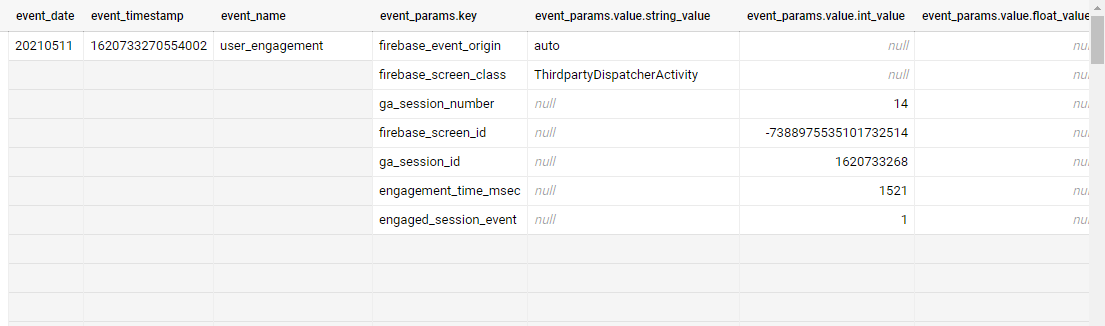 event_date event_timestamp event_name event_params.key event_params.value.string_value event_params.value.int_value event_params.value.float_value
20210511 1620733270554002 user_engagement firebase_event_origin auto null nu
firebase_screen_class ThirdpartyDispatcherActivity null nu
ga_session_number null 14 nu
firebase_screen_id null -7388975535101732514 nu
ga_session_id null 1620733268 nu
engagement_time_msec null 1521 nu
engaged_session_event null 1 nu